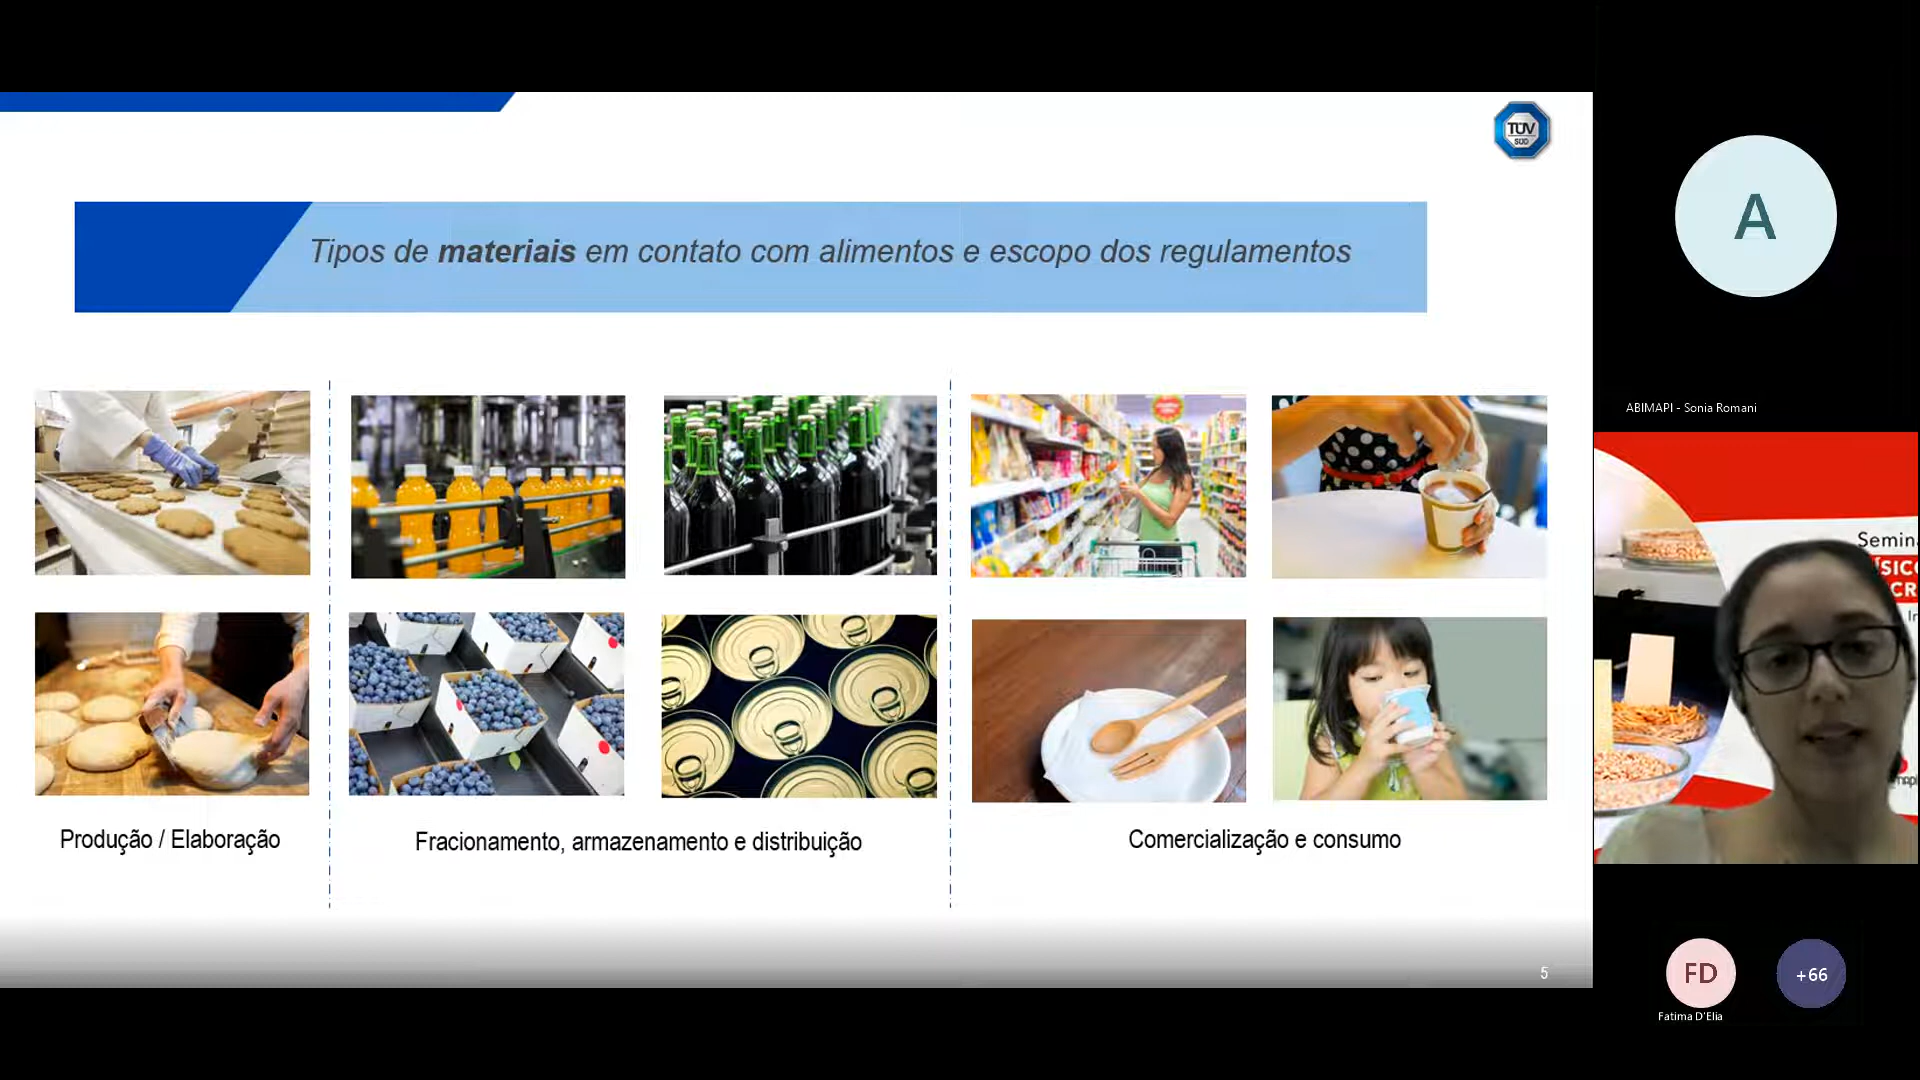 TÜV
SÜD
Tipos de materiais em contato com alimentos e escopo dos regulamentos
Produção / Elaboração
Fracionamento, armazenamento e distribuição
Comercialização e consumo
5
A
ABIMAPI - Sonia Romani
FD
+66
Fatima D'Elia